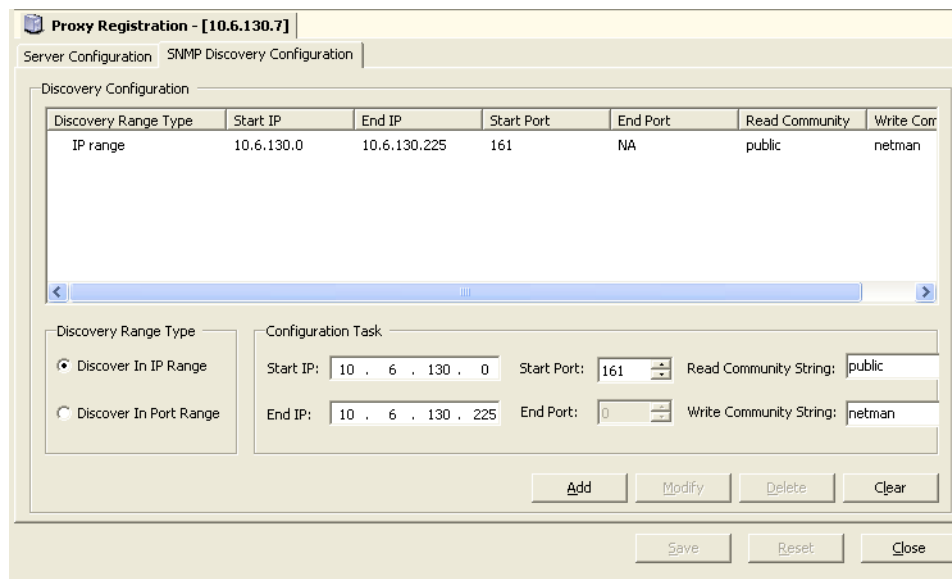 Proxy Registration - [10.6.130.7]
Server Configuration SNMP Discovery Configuration
Discovery Configuration
Discovery Range Type Start IP End IP Start Port End Port Read Community Write Com
IP range 10.6.130.0 10.6.130.225 161 NA public netman
Discovery Range Type Configuration Task
Discover In IP Range Start IP: 10 . 6 . 130 . 0 Start Port: 161 Read Community String: public
Discover In Port Range End IP: 10 . 6 . 130 . 225 End Port: 0 Write Community String: netman
Add Modify Delete Clear
Save Reset Close